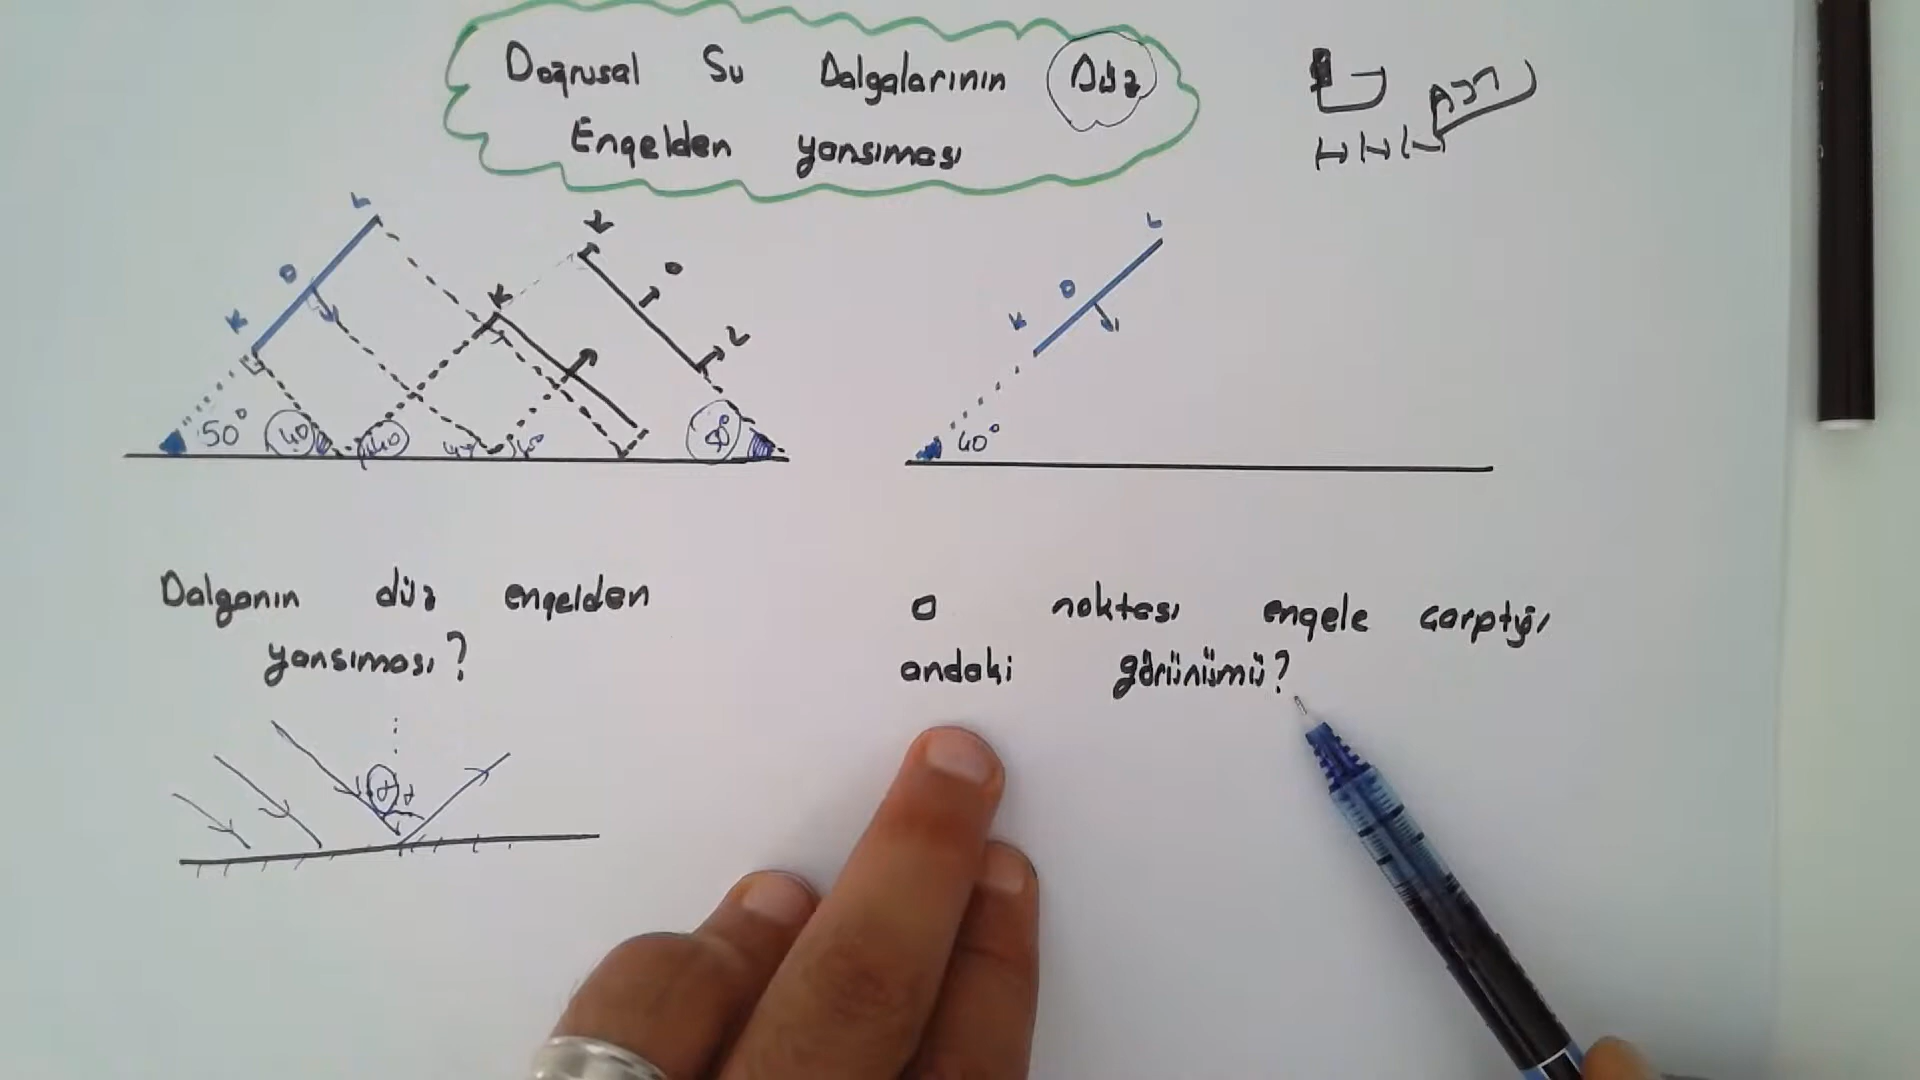 Doğrusal Su Dalgalarının Düz
Engelden yansıması
L
O
K
50°
40
40
K
L
O
K
40°
Dalganın düz engelden
yansıması?
O noktası engele çarptığı
andaki görünümü?